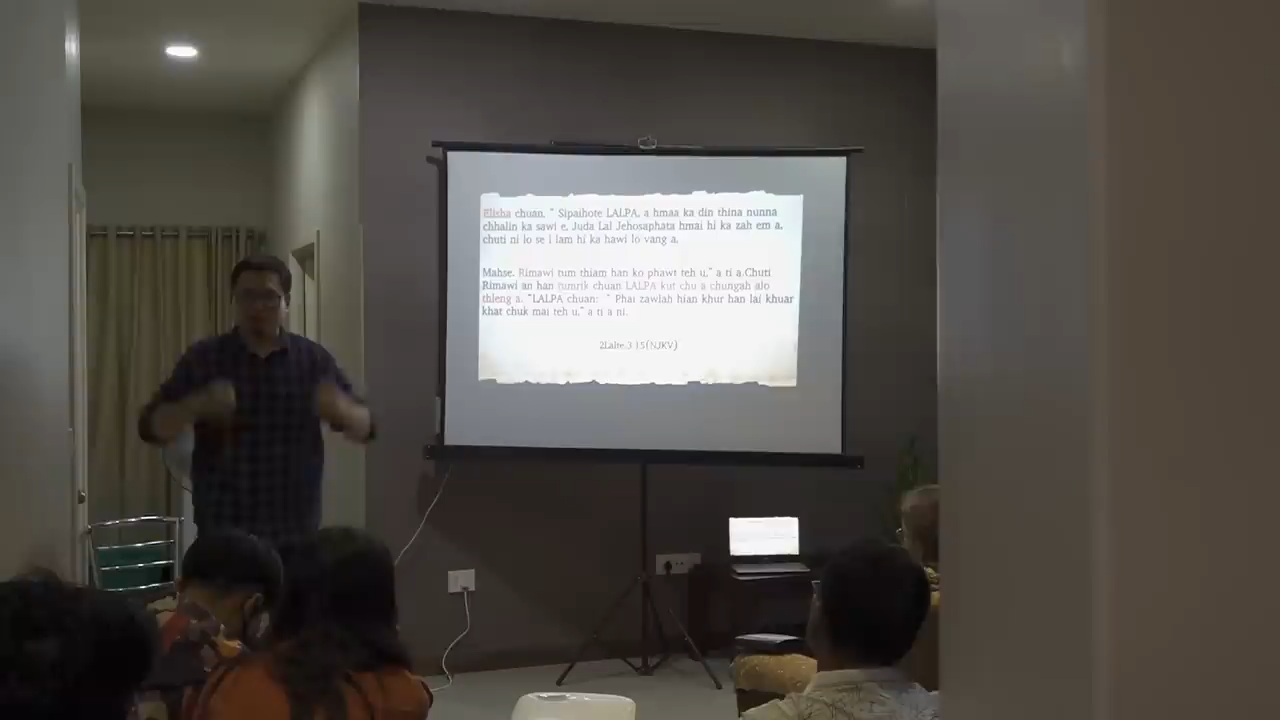 Elisha chuan, " Sipaihote LALPA, a hmaa ka din thina nunna
chhalin ka sawi e, Juda Lal Jehosaphata hmai hi ka zah em a,
chuti ni lo se i lam hi ka hawi lo vang a,
Mahse, Rimawi tum thiam han ko phawt teh u," a ti a.Chuti
Rimawi an han tumrik chuan LALPA kut chu a chungah alo
thleng a. "LALPA chuan: " Phai zawlah hian khur han lai khuar
khat chuk mai teh u," a ti a ni.
2Lalte.3 15(NJKV)